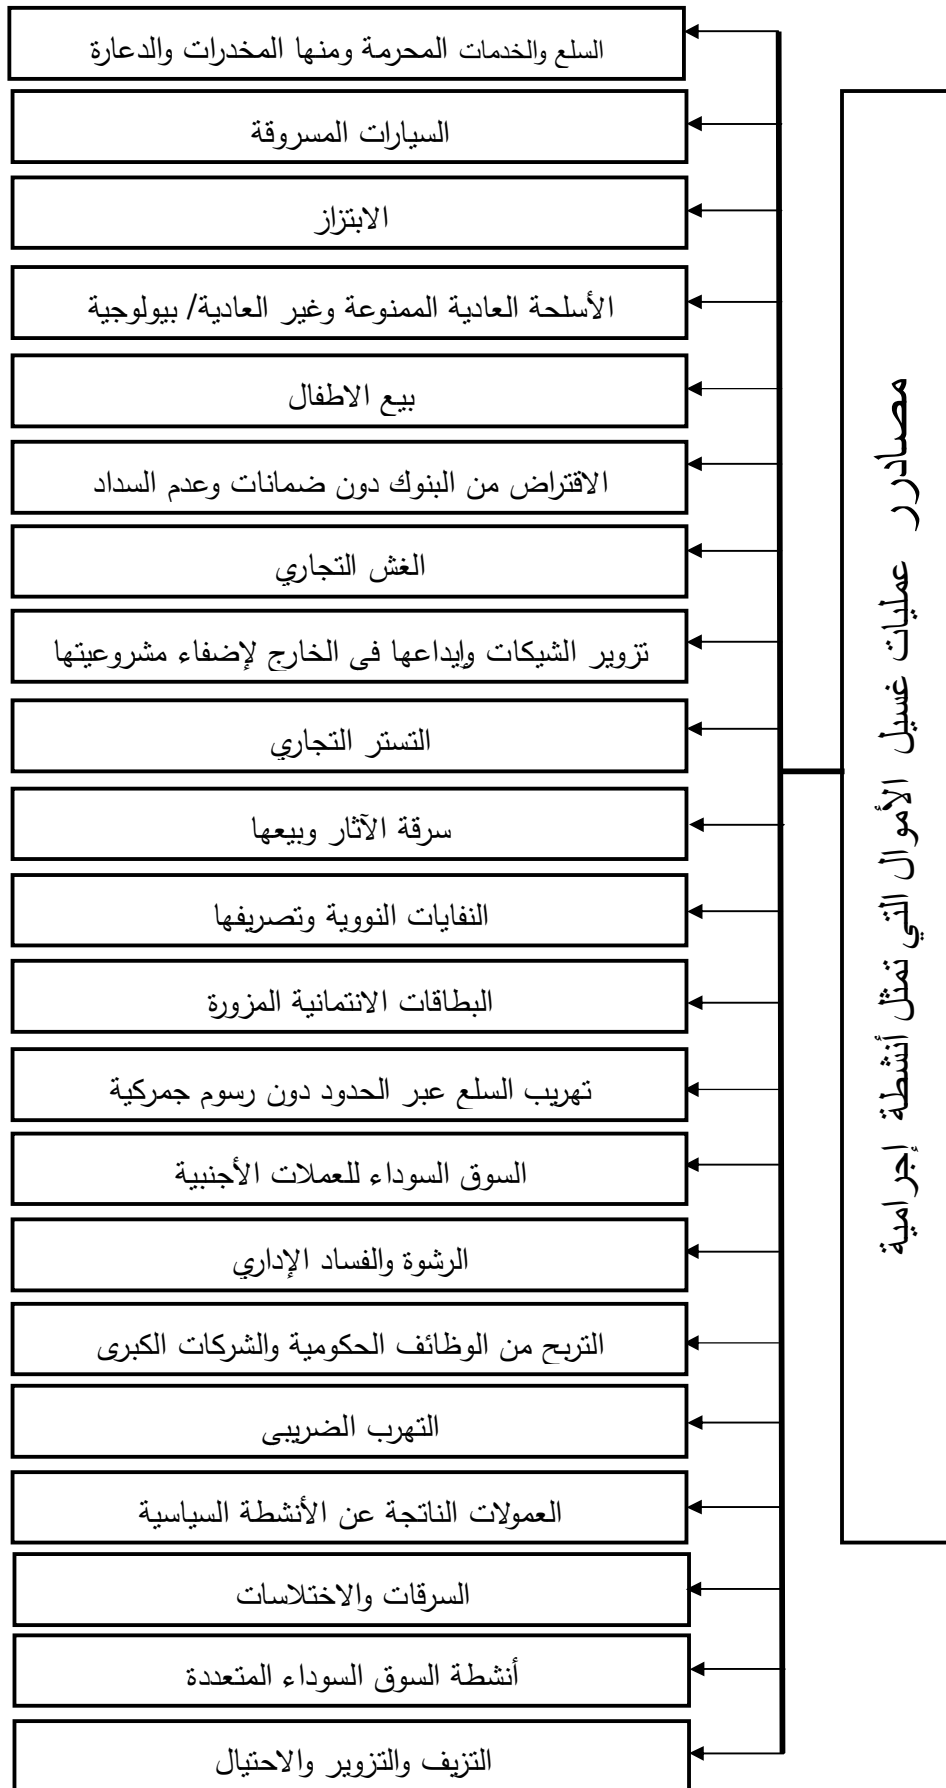 مصادرر عمليات غسيل الأموال التي تمثل أنشطة إجرامية
السلع والخدمات المحرمة ومنها المخدرات والدعارة
السيارات المسروقة
الابتزاز
الأسلحة العادية الممنوعة وغير العادية/ بيولوجية
بيع الاطفال
الاقتراض من البنوك دون ضمانات وعدم السداد
الغش التجاري
تزوير الشيكات وإيداعها فى الخارج لإضفاء مشروعيتها
التستر التجاري
سرقة الآثار وبيعها
النفايات النووية وتصريفها
البطاقات الائتمانية المزورة
تهريب السلع عبر الحدود دون رسوم جمركية
السوق السوداء للعملات الأجنبية
الرشوة والفساد الإداري
التربح من الوظائف الحكومية والشركات الكبرى
التهرب الضريبى
العمولات الناتجة عن الأنشطة السياسية
السرقات والاختلاسات
أنشطة السوق السوداء المتعددة
التزيف والتزوير والاحتيال